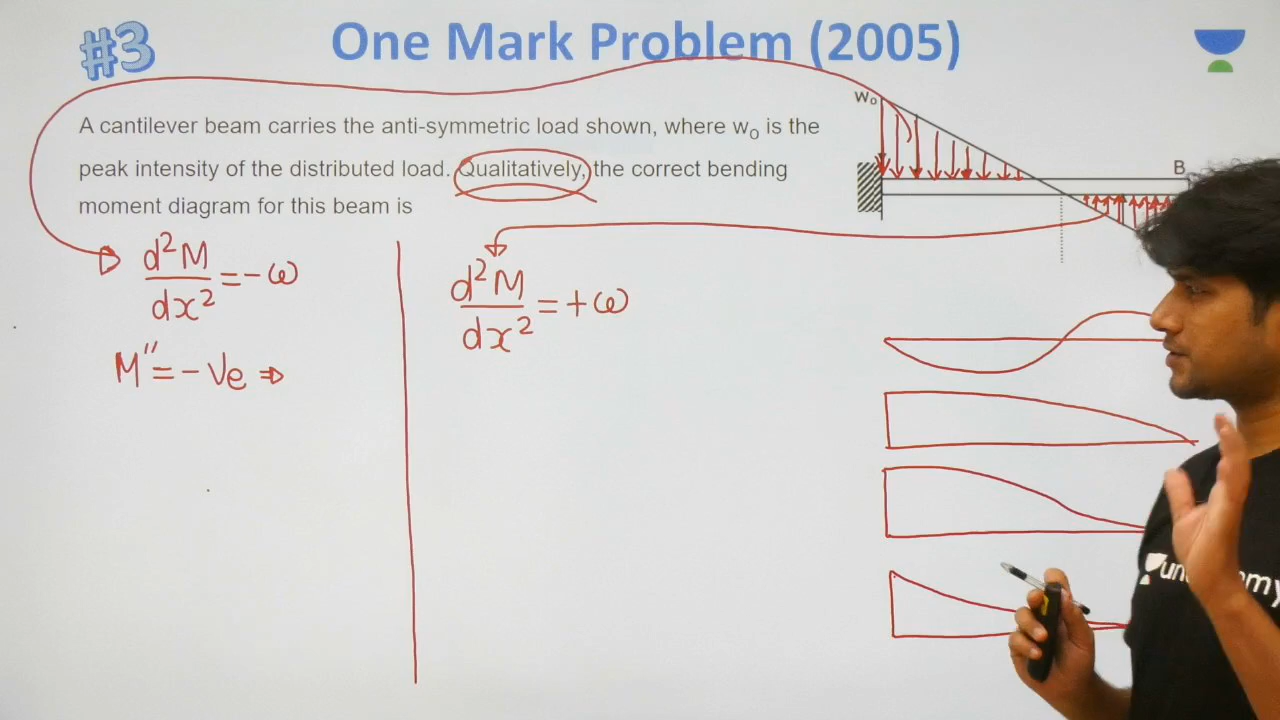 #3
One Mark Problem (2005)
A cantilever beam carries the anti-symmetric load shown, where w₀ is the
peak intensity of the distributed load. Qualitatively, the correct bending
moment diagram for this beam is
w₀
B
d²M
dx²
= -ω
M″ = -Ve ⇒
d²M
dx²
= +ω